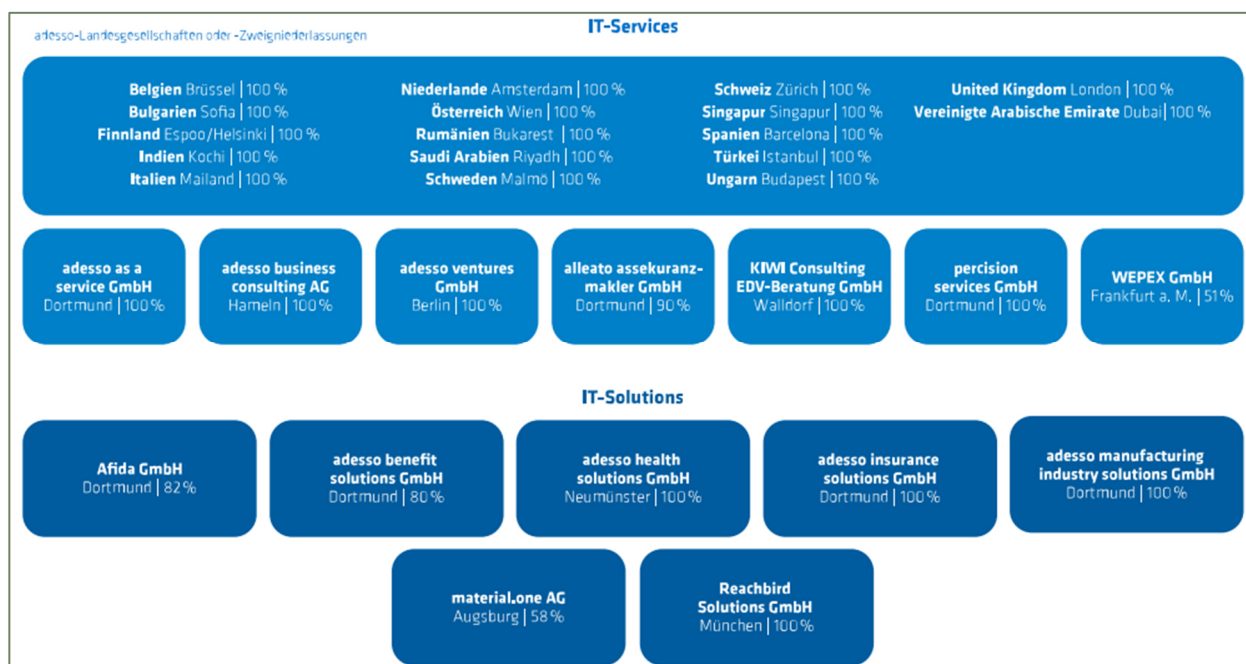 IT-Services
adesso-Landesgesellschaften oder -Zweigniederlassungen
Belgien Brüssel | 100 %
Bulgarien Sofia | 100 %
Finnland Espoo/Helsinki | 100 %
Indien Kochi | 100 %
Italien Mailand | 100 %
Niederlande Amsterdam | 100 %
Österreich Wien | 100 %
Rumänien Bukarest | 100 %
Saudi Arabien Riyadh | 100 %
Schweden Malmö | 100 %
Schweiz Zürich | 100 %
Singapur Singapur | 100 %
Spanien Barcelona | 100 %
Türkei Istanbul | 100 %
Ungarn Budapest | 100 %
United Kingdom London | 100 %
Vereinigte Arabische Emirate Dubai | 100 %
adesso as a
service GmbH
Dortmund | 100 %
adesso business
consulting AG
Hameln | 100 %
adesso ventures
GmbH
Berlin | 100 %
alleato assekuranz-
makler GmbH
Dortmund | 90 %
KIWI Consulting
EDV-Beratung GmbH
Walldorf | 100 %
percision
services GmbH
Dortmund | 100 %
WEPEX GmbH
Frankfurt a. M. | 51 %
IT-Solutions
Afida GmbH
Dortmund | 82 %
adesso benefit
solutions GmbH
Dortmund | 80 %
adesso health
solutions GmbH
Neumünster | 100 %
adesso insurance
solutions GmbH
Dortmund | 100 %
adesso manufacturing
industry solutions GmbH
Dortmund | 100 %
material.one AG
Augsburg | 58 %
Reachbird
Solutions GmbH
München | 100 %